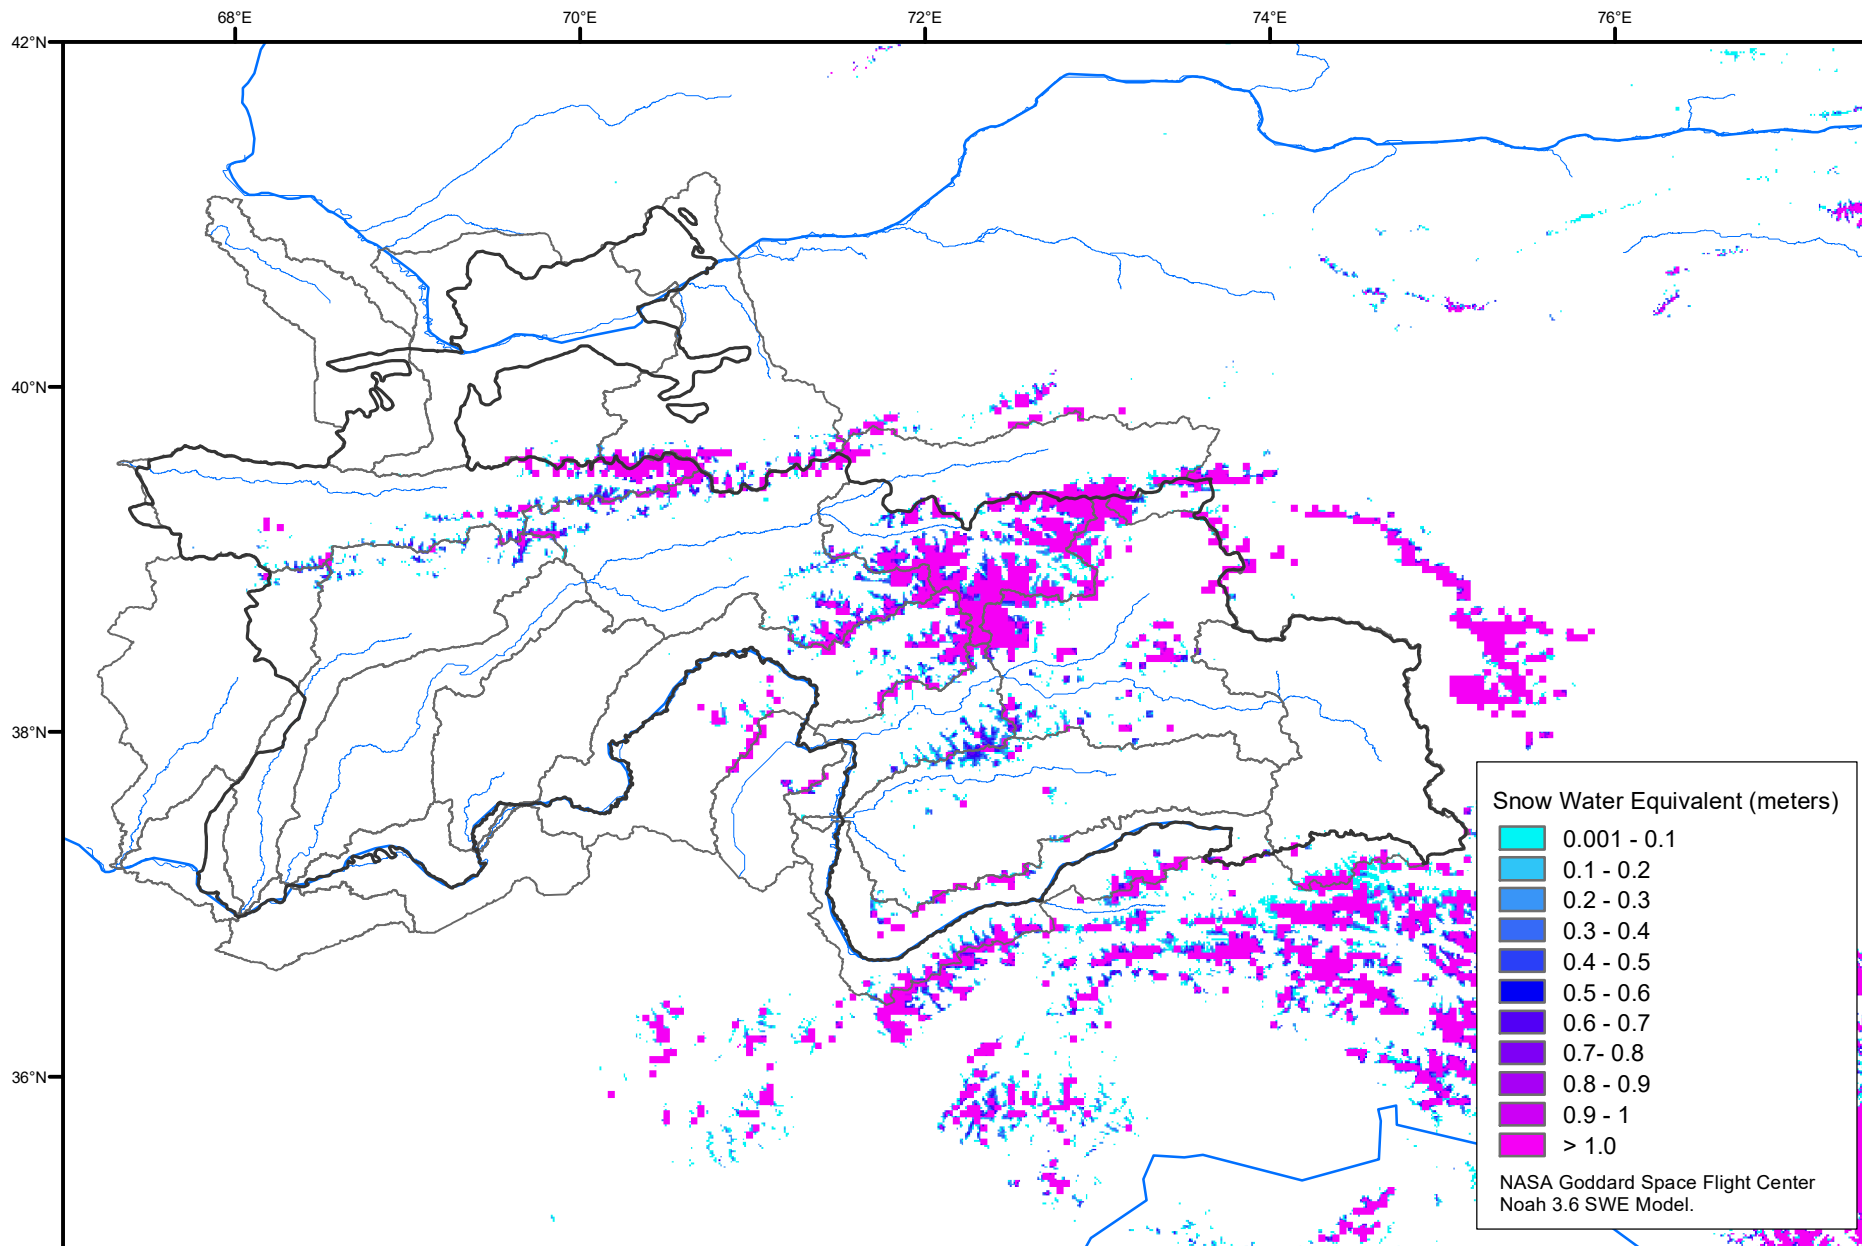 68°E 70°E 72°E 74°E 76°E
42°N
40°N
38°N
36°N
Snow Water Equivalent (meters)
0.001 - 0.1
0.1 - 0.2
0.2 - 0.3
0.3 - 0.4
0.4 - 0.5
0.5 - 0.6
0.6 - 0.7
0.7- 0.8
0.8 - 0.9
0.9 - 1
> 1.0
NASA Goddard Space Flight Center
Noah 3.6 SWE Model.